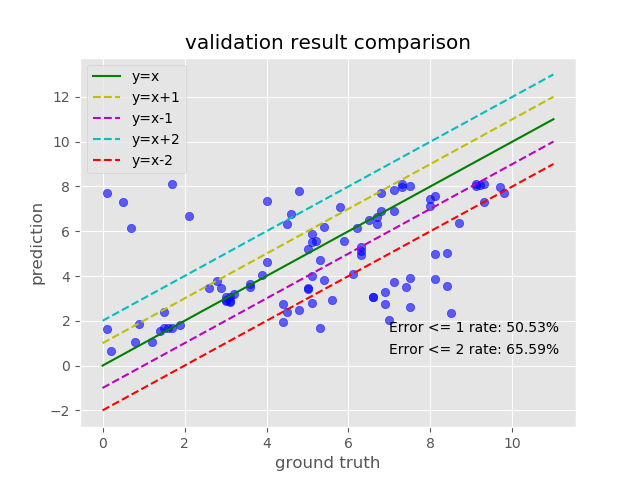 validation result comparison
y=x
y=x+1
y=x-1
y=x+2
y=x-2
12
10
8
6
4
2
0
−2
prediction
Error <= 1 rate: 50.53%
Error <= 2 rate: 65.59%
0 2 4 6 8 10
ground truth